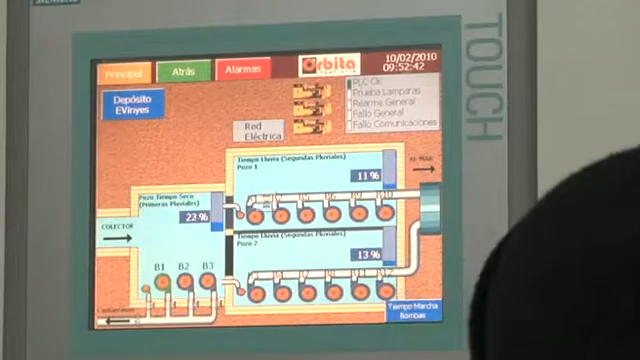 SIEMENS
TOUCH
Principal
Atrás
Alarmas
Orbita
10/02/2010
09:52:42
Depósito
EVinyes
PLC OK
Prueba Lamparas
Rearme General
Fallo General
Fallo Comunicaciones
Red
Eléctrica
Tiempo Lluvia (Segundas Pluviales)
Pozo 1
11 %
AL MAR
Pozo Tiempo Seco
(Primeras Pluviales)
22 %
COLECTOR
Tiempo Lluvia (Segundas Pluviales)
Pozo 2
13 %
B1
B2
B3
B10
Tiempo Marcha
Bombas